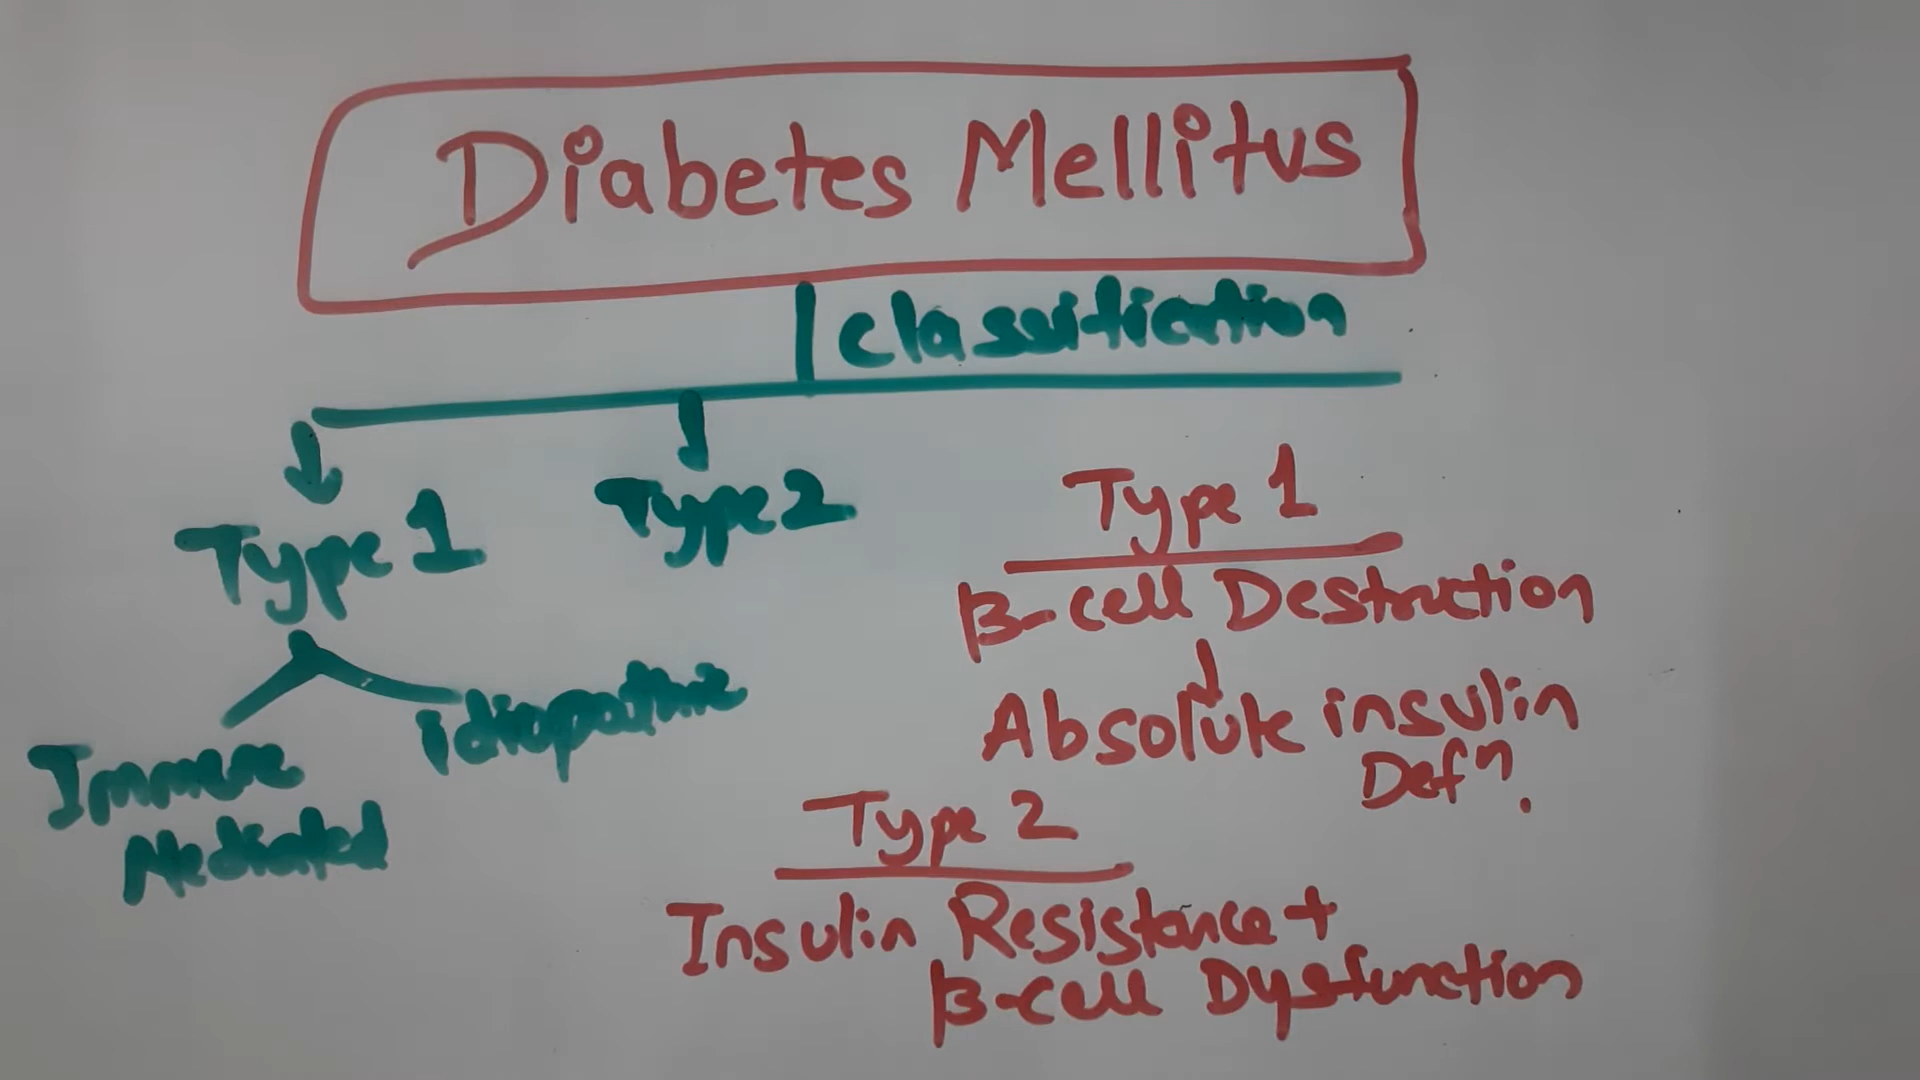 Diabetes Mellitus
Classification
Type 1
Type 2
Immune
Mediated
idiopathic
Type 1
β-cell Destruction
Absolute insulin
Defⁿ.
Type 2
Insulin Resistance +
β-cell Dysfunction